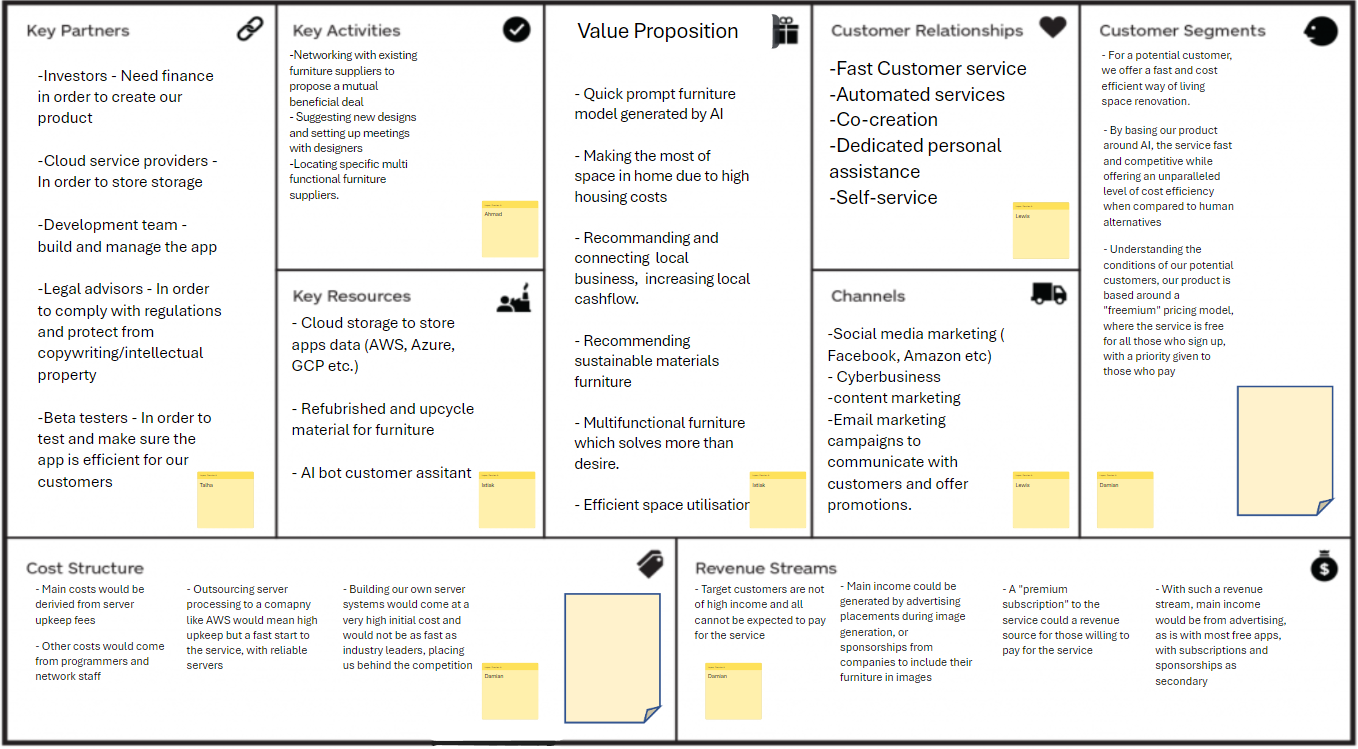 Key Partners
-Investors - Need finance
in order to create our
product
-Cloud service providers -
In order to store storage
-Development team -
build and manage the app
-Legal advisors - In order
to comply with regulations
and protect from
copywriting/intellectual
property
-Beta testers - In order to
test and make sure the
app is efficient for our
customers
Talha
Key Activities
-Networking with existing
furniture suppliers to
propose a mutual
beneficial deal
- Suggesting new designs
and setting up meetings
with designers
-Locating specific multi
functional furniture
suppliers.
Ahmad
Key Resources
- Cloud storage to store
apps data (AWS, Azure,
GCP etc.)
- Refubrished and upcycle
material for furniture
- AI bot customer assitant
Istiak
Value Proposition
- Quick prompt furniture
model generated by AI
- Making the most of
space in home due to high
housing costs
- Recommanding and
connecting local
business, increasing local
cashflow.
- Recommending
sustainable materials
furniture
- Multifunctional furniture
which solves more than
desire.
- Efficient space utilisation
Istiak
Customer Relationships
-Fast Customer service
-Automated services
-Co-creation
-Dedicated personal
assistance
-Self-service
Lewis
Channels
-Social media marketing (
Facebook, Amazon etc)
- Cyberbusiness
-content marketing
-Email marketing
campaigns to
communicate with
customers and offer
promotions.
Lewis
Customer Segments
- For a potential customer,
we offer a fast and cost
efficient way of living
space renovation.
- By basing our product
around AI, the service fast
and competitive while
offering an unparalleled
level of cost efficiency
when compared to human
alternatives
- Understanding the
conditions of our potential
customers, our product is
based around a
"freemium" pricing model,
where the service is free
for all those who sign up,
with a priority given to
those who pay
Damian
Cost Structure
- Main costs would be
derived from server
upkeep fees
- Other costs would come
from programmers and
network staff
- Outsourcing server
processing to a comapny
like AWS would mean high
upkeep but a fast start to
the service, with reliable
servers
- Building our own server
systems would come at a
very high initial cost and
would not be as fast as
industry leaders, placing
us behind the competition
Damian
Revenue Streams
- Target customers are not
of high income and all
cannot be expected to pay
for the service
- Main income could be
generated by advertising
placements during image
generation, or
sponsorships from
companies to include their
furniture in images
- A "premium
subscription" to the
service could a revenue
source for those willing to
pay for the service
- With such a revenue
stream, main income
would be from advertising,
as is with most free apps,
with subscriptions and
sponsorships as
secondary
Damian
$